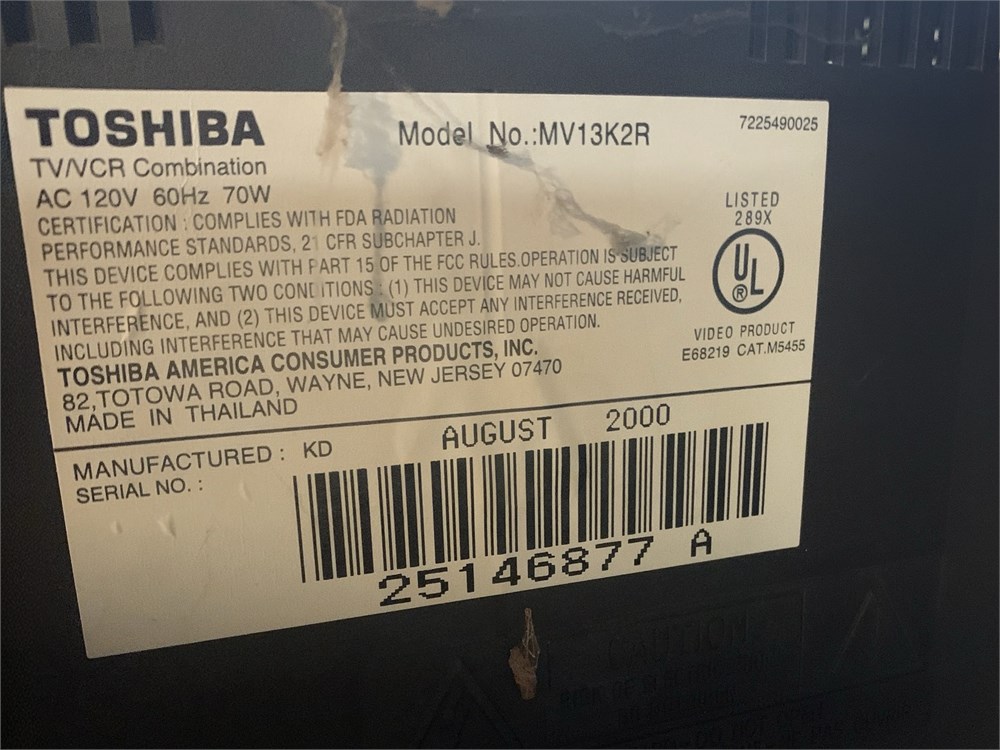 TOSHIBA
Model No.:MV13K2R
7225490025
TV/VCR Combination
AC 120V 60Hz 70W
CERTIFICATION : COMPLIES WITH FDA RADIATION
PERFORMANCE STANDARDS, 21 CFR SUBCHAPTER J.
THIS DEVICE COMPLIES WITH PART 15 OF THE FCC RULES.OPERATION IS SUBJECT
TO THE FOLLOWING TWO CONDITIONS : (1) THIS DEVICE MAY NOT CAUSE HARMFUL
INTERFERENCE, AND (2) THIS DEVICE MUST ACCEPT ANY INTERFERENCE RECEIVED,
INCLUDING INTERFERENCE THAT MAY CAUSE UNDESIRED OPERATION.
TOSHIBA AMERICA CONSUMER PRODUCTS, INC.
82,TOTOWA ROAD, WAYNE, NEW JERSEY 07470
MADE IN THAILAND
LISTED
289X
UL
®
VIDEO PRODUCT
E68219 CAT.M5455
MANUFACTURED : KD AUGUST 2000
SERIAL NO. :
25146877 A
CAUTION